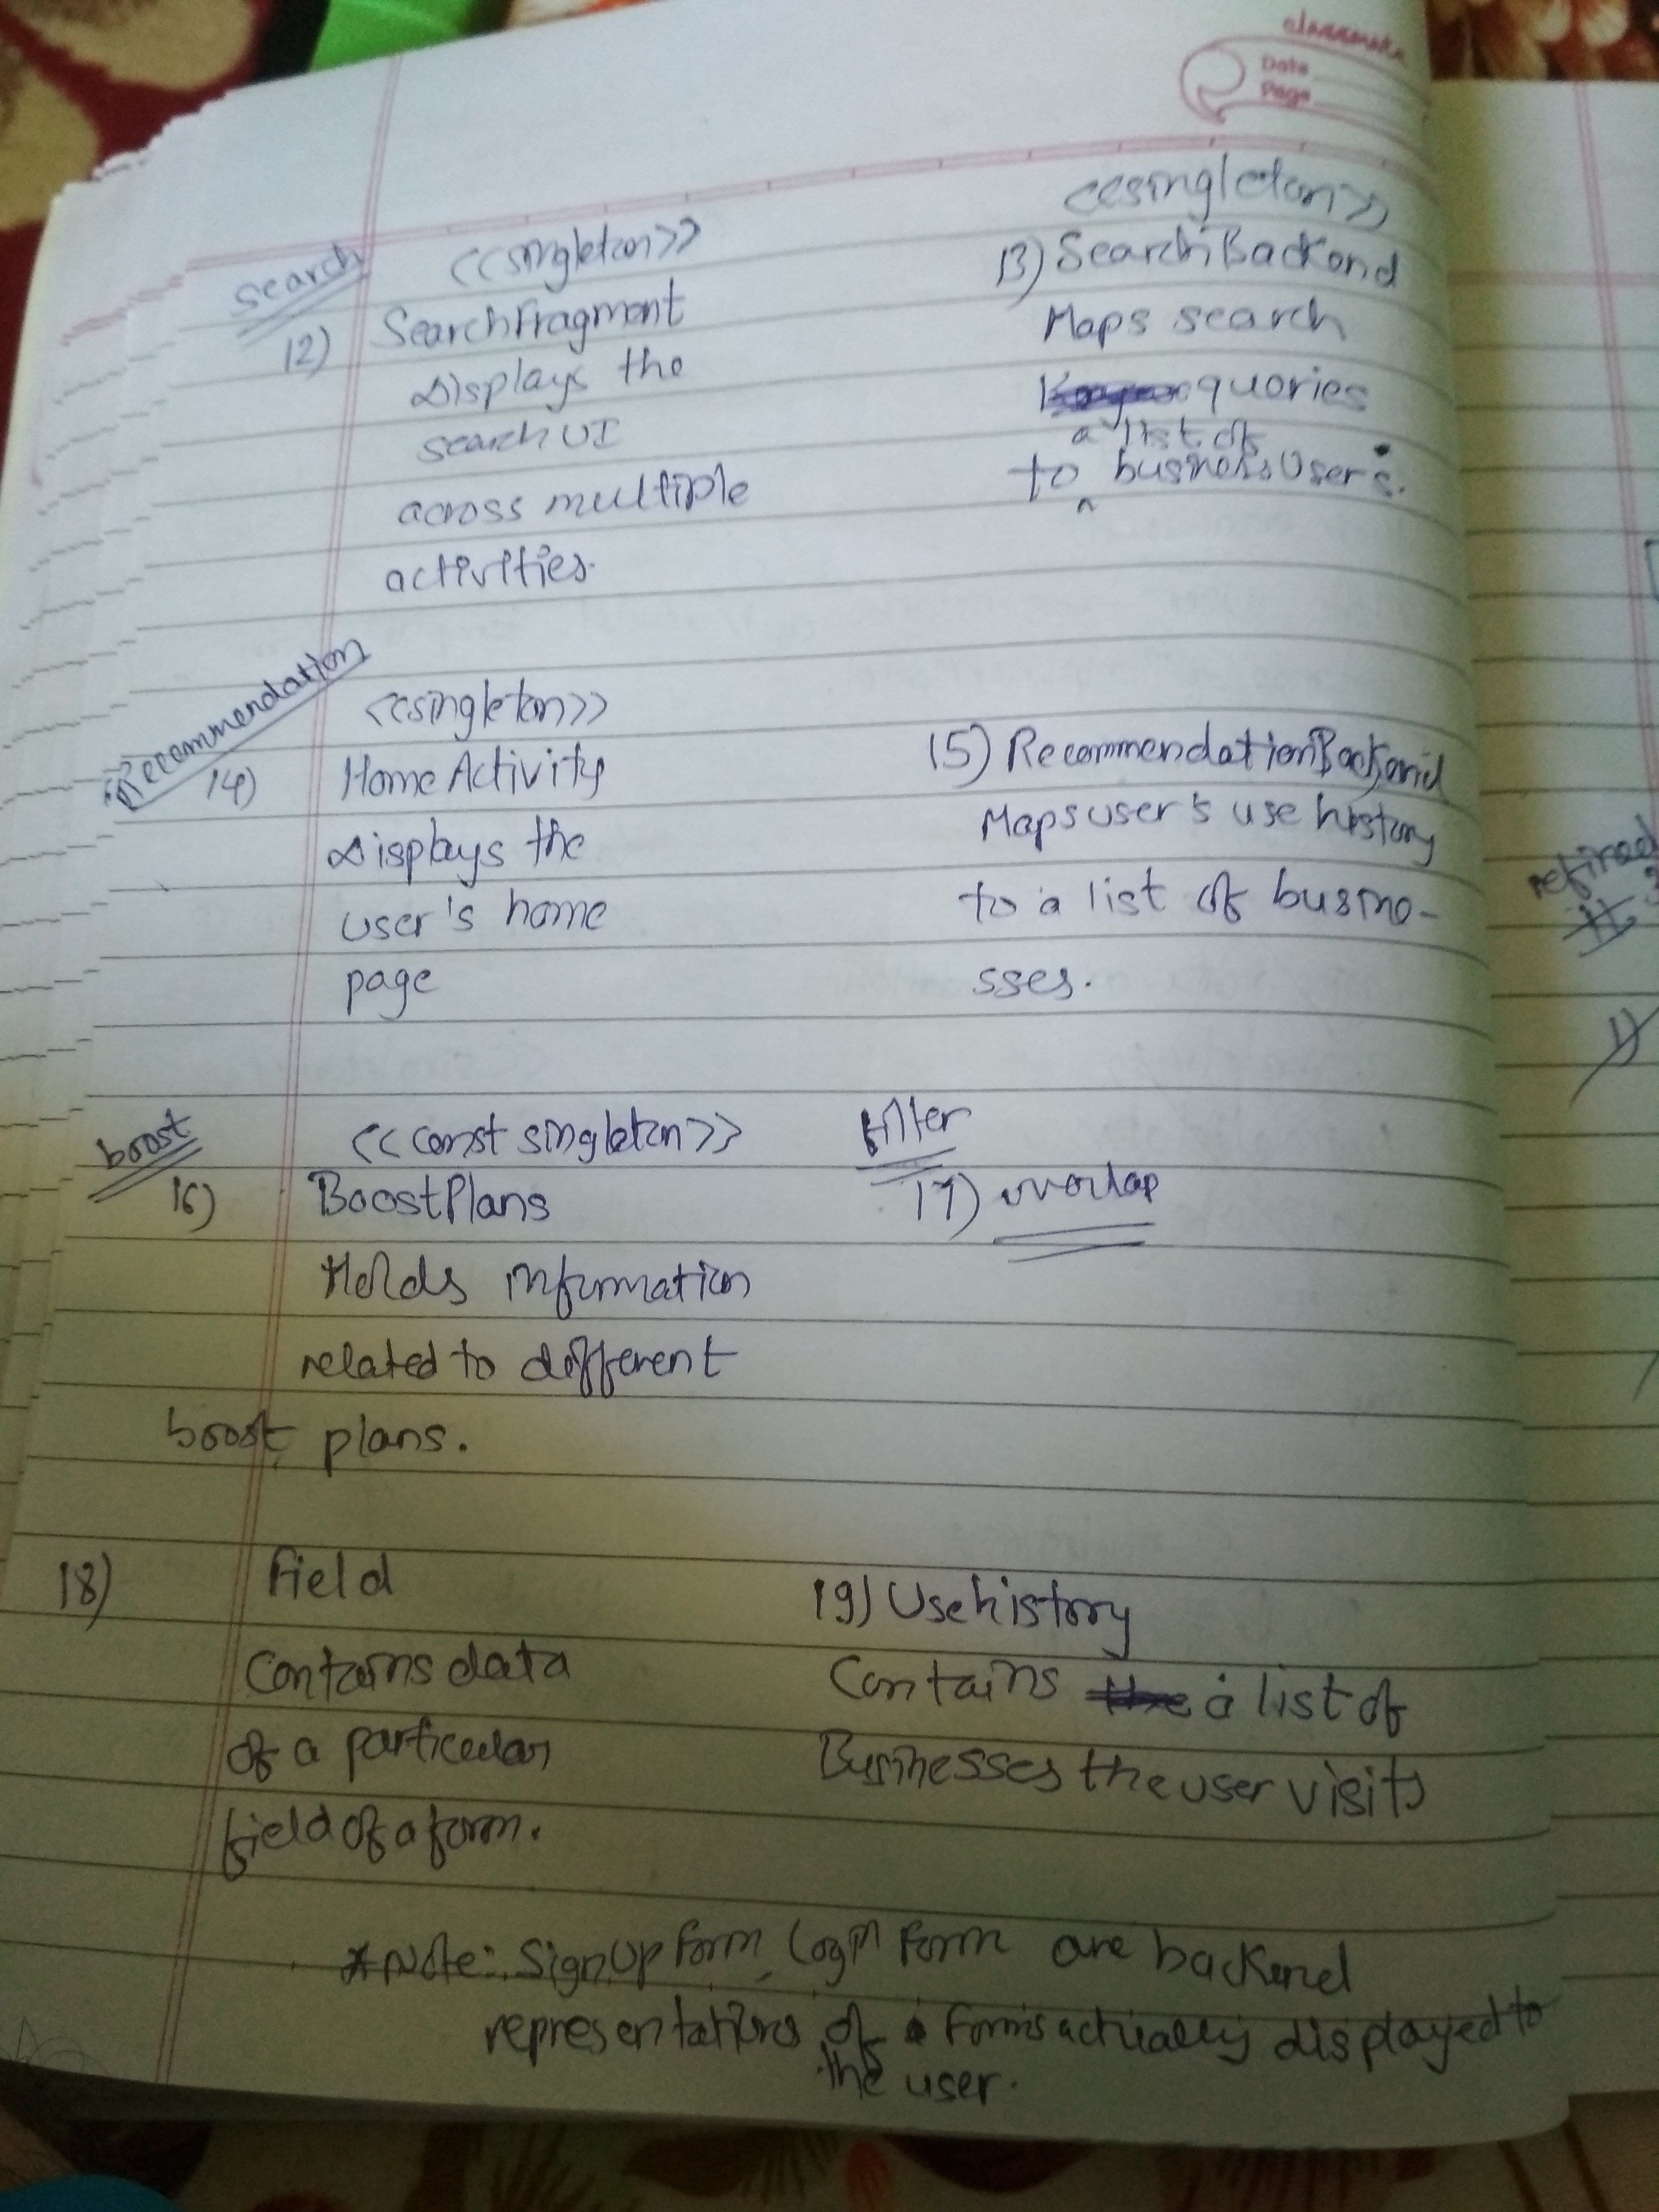 classmate
Date
Page
Search
<<singleton>>
12) SearchFragment
Displays the
search UI
across multiple
activities.
<<singleton>>
13) SearchBackend
Maps search
queries
a list of
to ^ businessUsers.
Recommendation
<<singleton>>
14) HomeActivity
Displays the
user's home
page
15) RecommendationBackend
Maps user's use history
to a list of busine-
sses.
boost
<<const singleton>>
16) BoostPlans
Holds information
related to different
boost plans.
Filter
17) overlap
18) Field
Contains data
of a particular
field of a form.
19) Usehistory
Contains a list of
Businesses the user visits
* Note: SignUp Form, Login Form are backend
representations of Forms actually displayed to
the user.
refined
1)